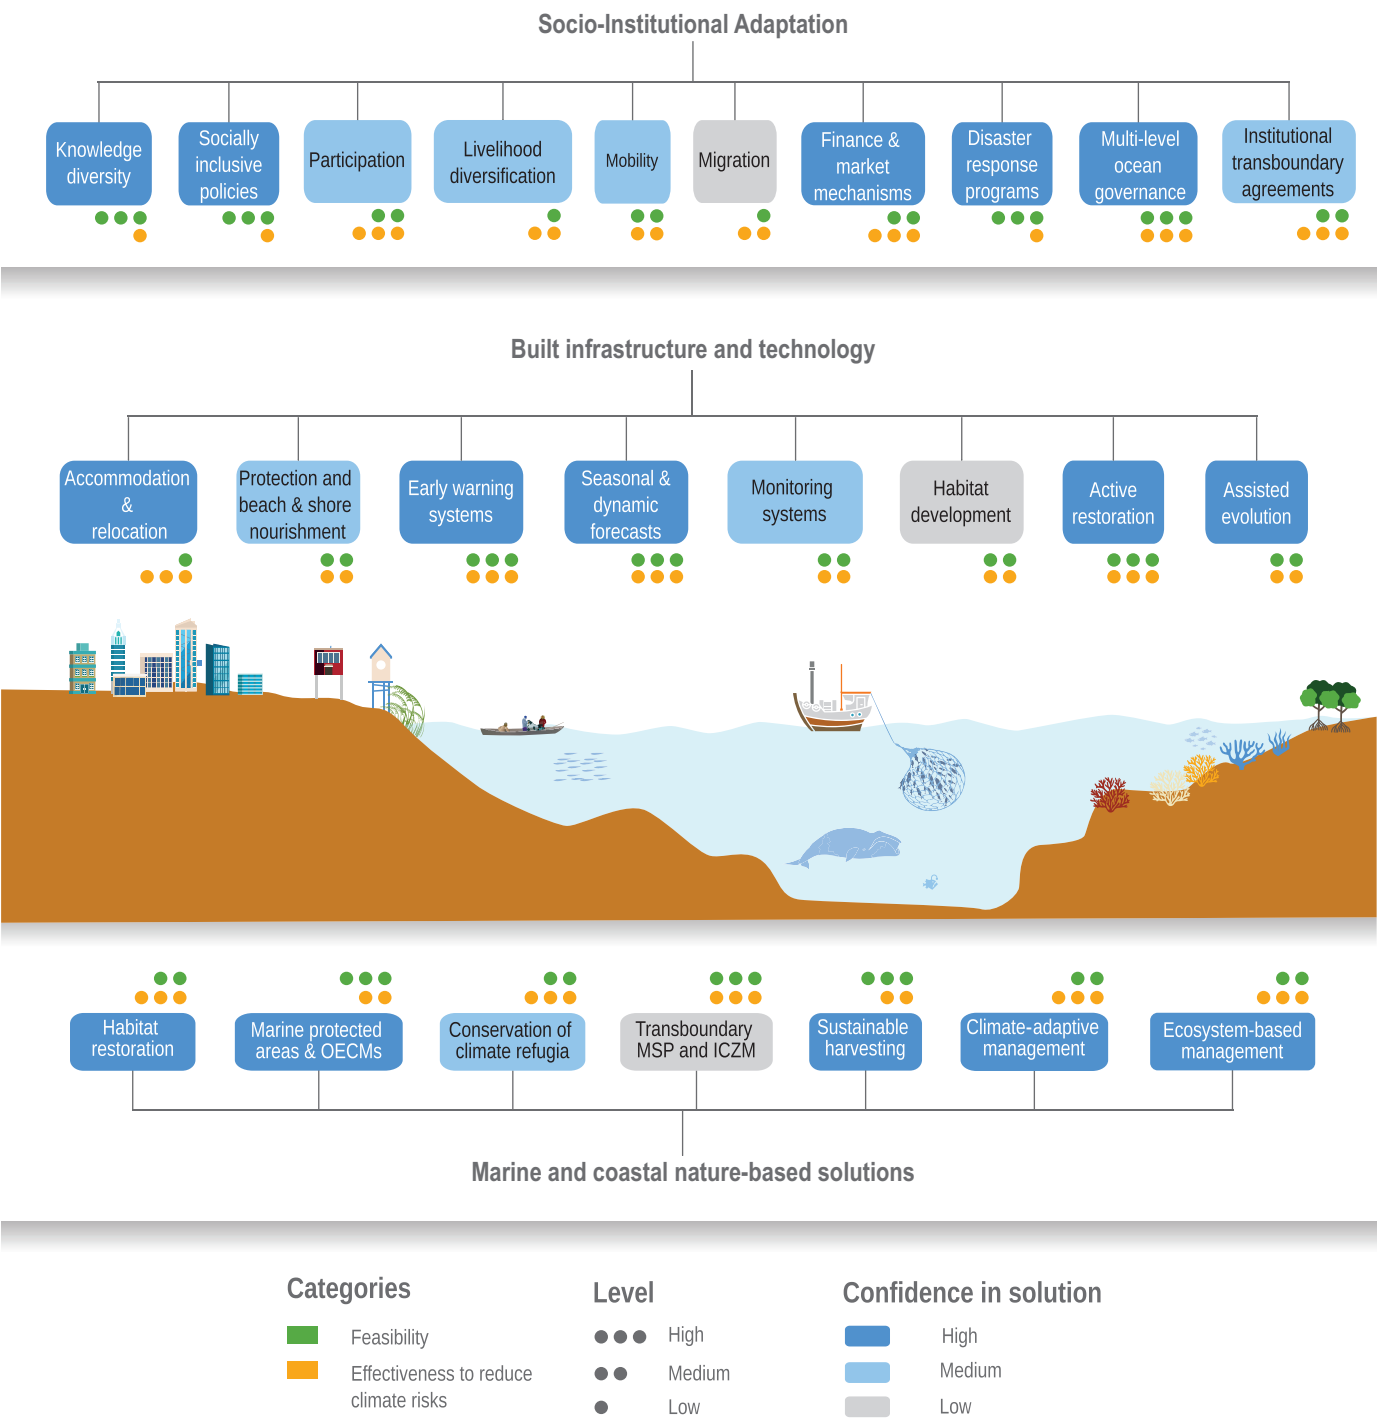 Socio-Institutional Adaptation
Knowledge
diversity
Socially
inclusive
policies
Participation
Livelihood
diversification
Mobility
Migration
Finance &
market
mechanisms
Disaster
response
programs
Multi-level
ocean
governance
Institutional
transboundary
agreements
Built infrastructure and technology
Accommodation
&
relocation
Protection and
beach & shore
nourishment
Early warning
systems
Seasonal &
dynamic
forecasts
Monitoring
systems
Habitat
development
Active
restoration
Assisted
evolution
Habitat
restoration
Marine protected
areas & OECMs
Conservation of
climate refugia
Transboundary
MSP and ICZM
Sustainable
harvesting
Climate-adaptive
management
Ecosystem-based
management
Marine and coastal nature-based solutions
Categories
Feasibility
Effectiveness to reduce
climate risks
Level
High
Medium
Low
Confidence in solution
High
Medium
Low